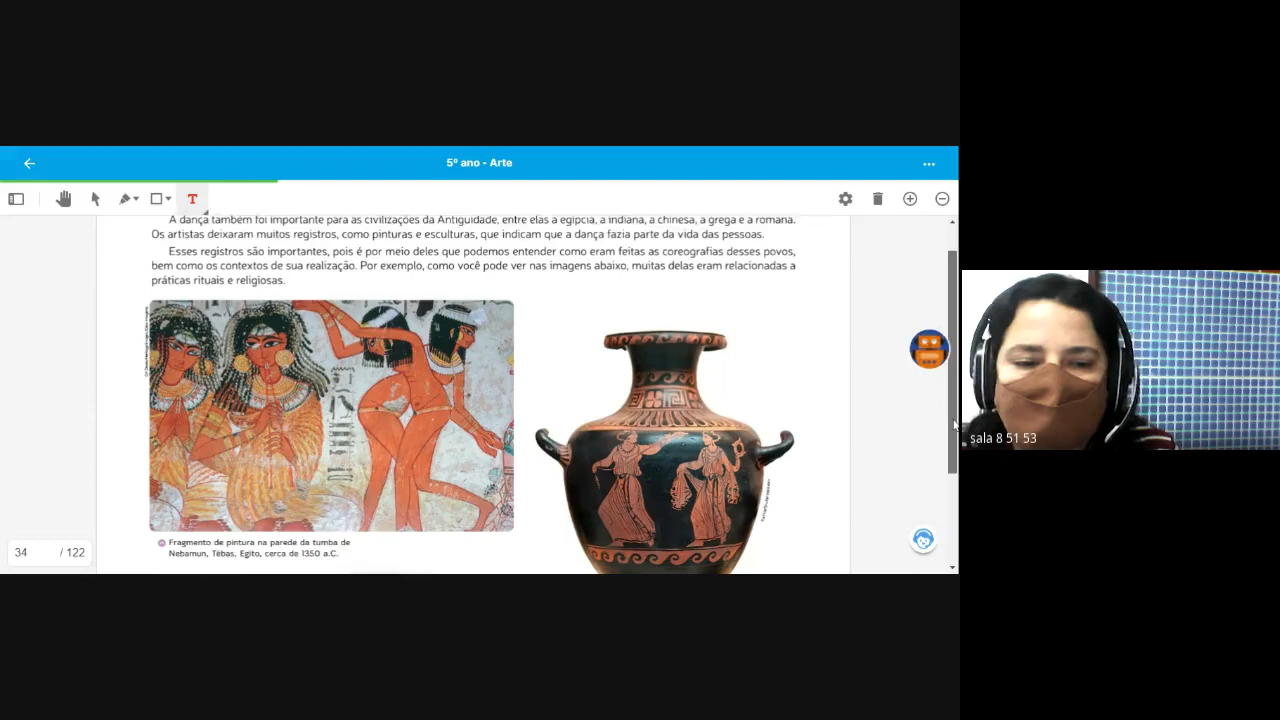 5º ano - Arte
A dança também foi importante para as civilizações da Antiguidade, entre elas a egípcia, a indiana, a chinesa, a grega e a romana.
Os artistas deixaram muitos registros, como pinturas e esculturas, que indicam que a dança fazia parte da vida das pessoas.
Esses registros são importantes, pois é por meio deles que podemos entender como eram feitas as coreografias desses povos,
bem como os contextos de sua realização. Por exemplo, como você pode ver nas imagens abaixo, muitas delas eram relacionadas a
práticas rituais e religiosas.
Fragmento de pintura na parede da tumba de
Nebamun, Tebas, Egito, cerca de 1350 a.C.
34 / 122
T
sala 8 51 53